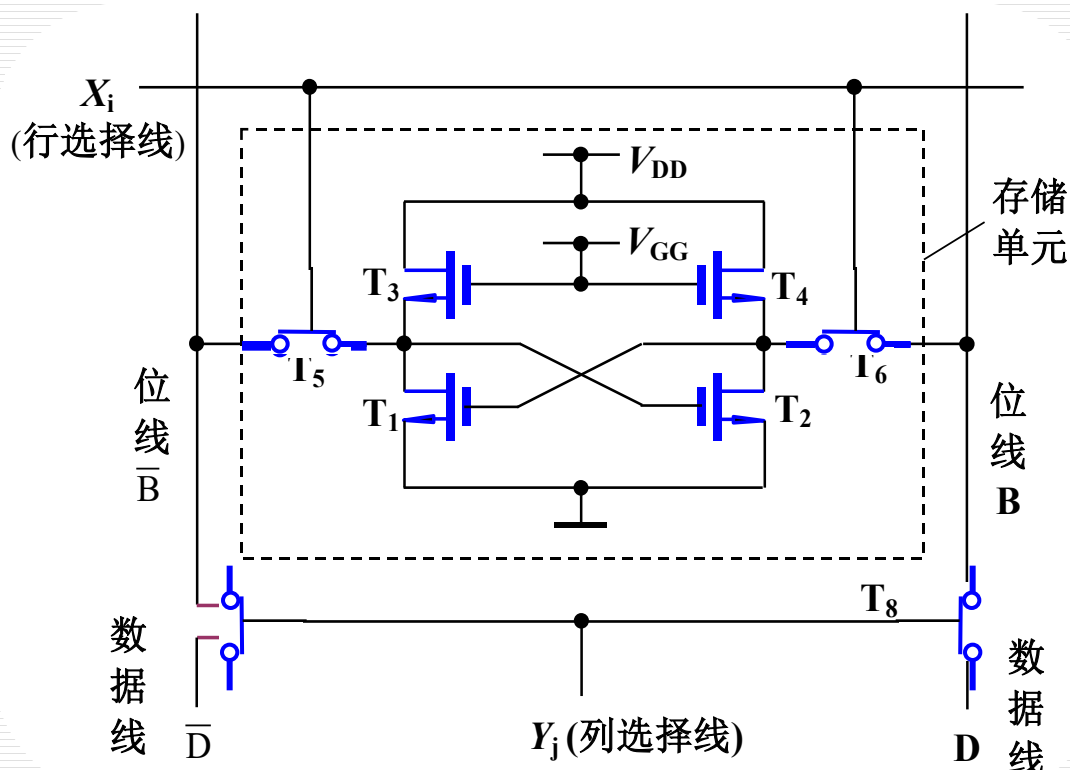 Xi
(行选择线)
VDD
存储
单元
VGG
T3
T4
T5
T6
T1
T2
位
线
B̅
位
线
B
T8
数
据
线
D̅
Yj (列选择线)
数
据
线
D